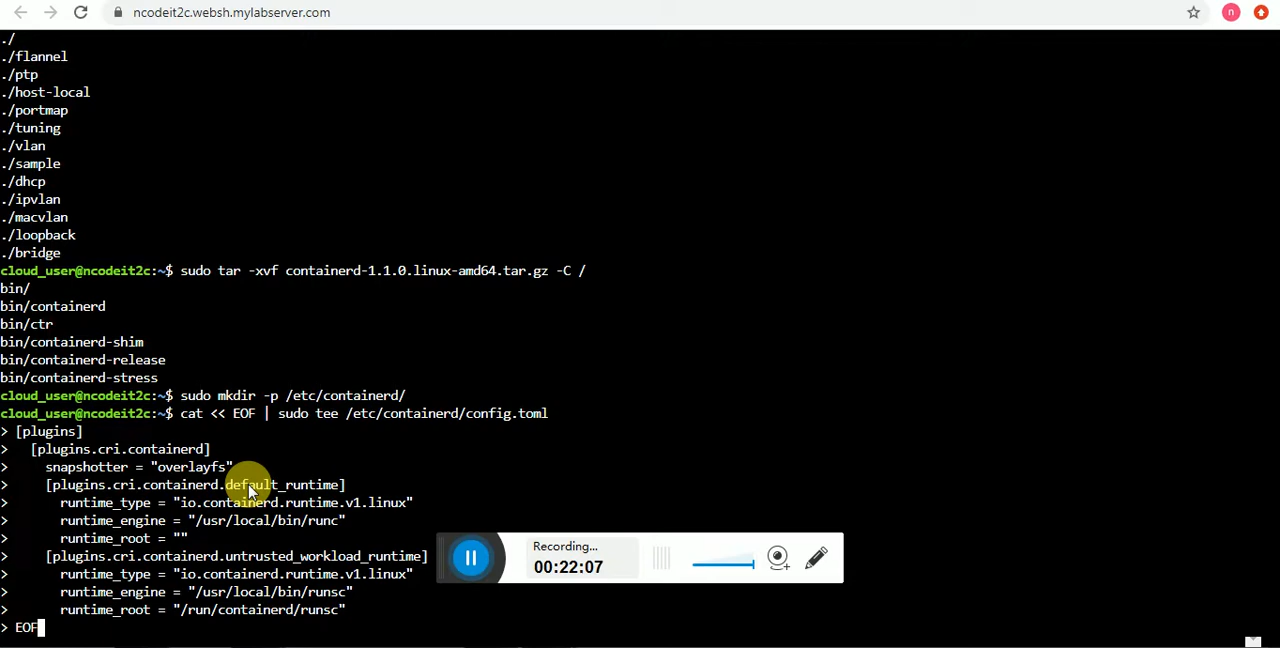 ncodeit2c.websh.mylabserver.com
n
./
./flannel
./ptp
./host-local
./portmap
./tuning
./vlan
./sample
./dhcp
./ipvlan
./macvlan
./loopback
./bridge
cloud_user@ncodeit2c:~$ sudo tar -xvf containerd-1.1.0.linux-amd64.tar.gz -C /
bin/
bin/containerd
bin/ctr
bin/containerd-shim
bin/containerd-release
bin/containerd-stress
cloud_user@ncodeit2c:~$ sudo mkdir -p /etc/containerd/
cloud_user@ncodeit2c:~$ cat << EOF | sudo tee /etc/containerd/config.toml
> [plugins]
>   [plugins.cri.containerd]
>     snapshotter = "overlayfs"
>     [plugins.cri.containerd.default_runtime]
>       runtime_type = "io.containerd.runtime.v1.linux"
>       runtime_engine = "/usr/local/bin/runc"
>       runtime_root = ""
>     [plugins.cri.containerd.untrusted_workload_runtime]
>       runtime_type = "io.containerd.runtime.v1.linux"
>       runtime_engine = "/usr/local/bin/runsc"
>       runtime_root = "/run/containerd/runsc"
> EOF
Recording...
00:22:07